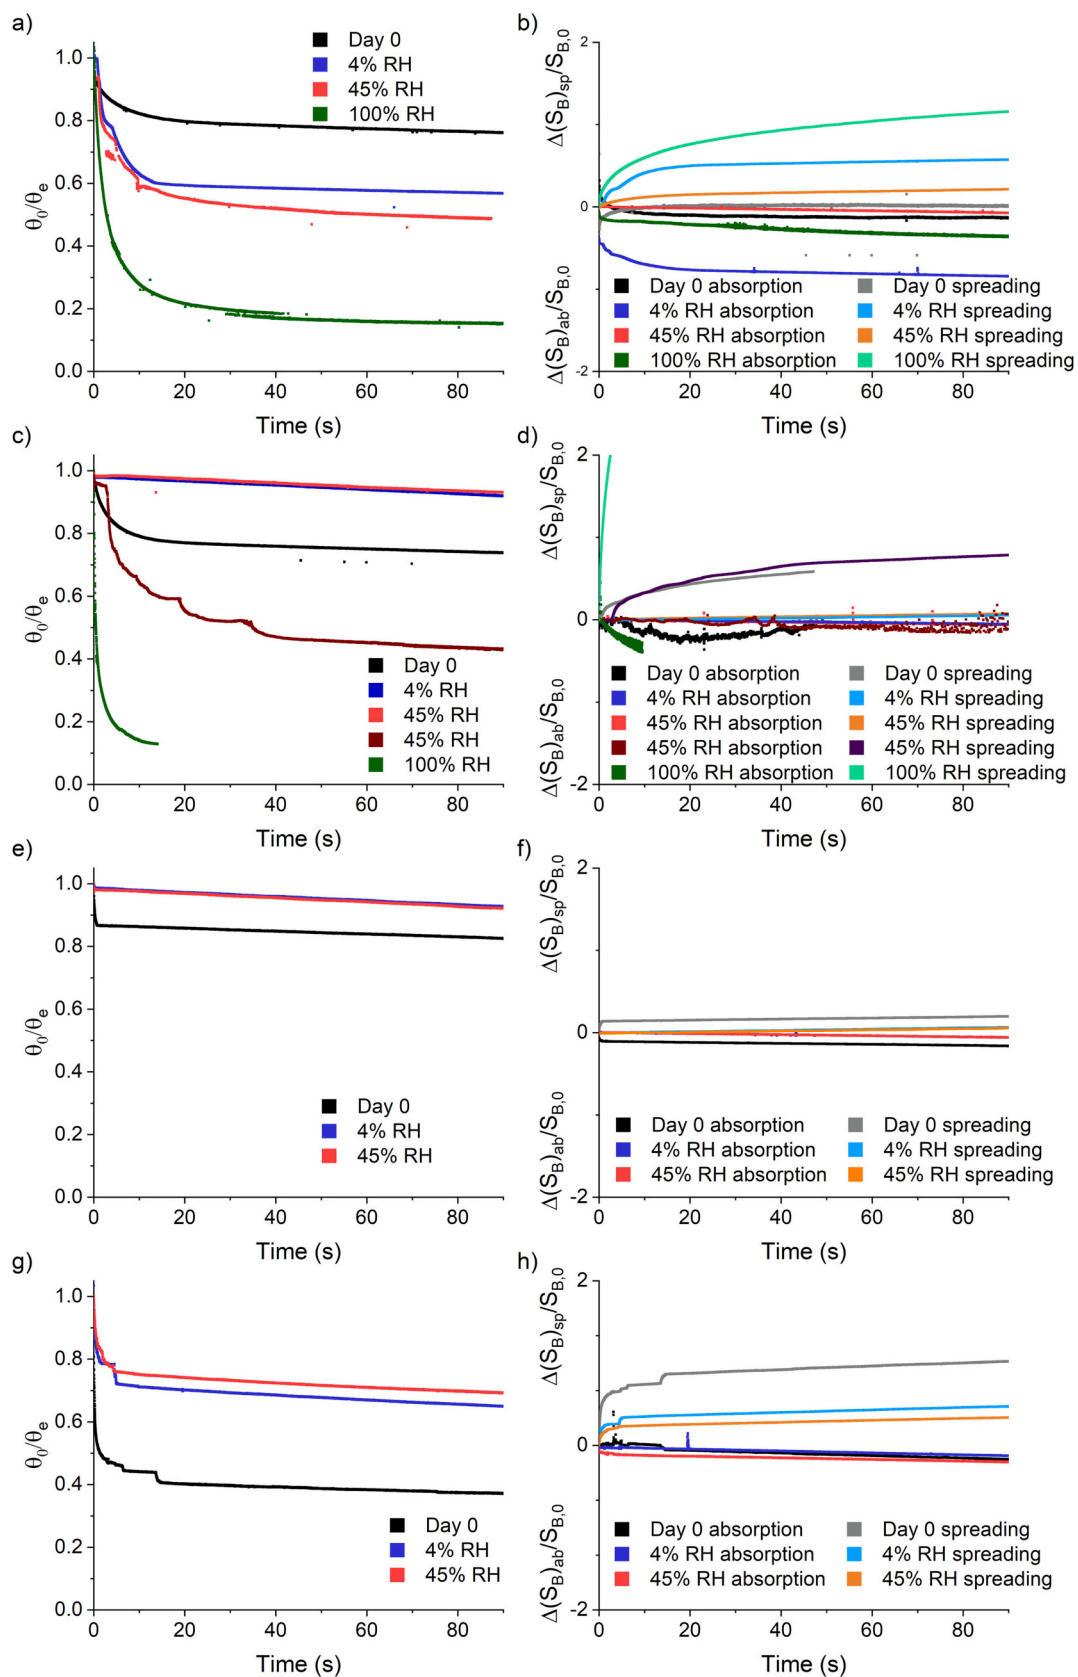 a)
1.0
0.8
0.6
0.4
0.2
0.0
θ0/θe
Day 0
4% RH
45% RH
100% RH
0 20 40 60 80
Time (s)
b)
2
0
-2
Δ(SB)sp/SB,0
Δ(SB)ab/SB,0
Day 0 absorption
4% RH absorption
45% RH absorption
100% RH absorption
Day 0 spreading
4% RH spreading
45% RH spreading
100% RH spreading
0 20 40 60 80
Time (s)
c)
1.0
0.8
0.6
0.4
0.2
0.0
θ0/θe
Day 0
4% RH
45% RH
45% RH
100% RH
0 20 40 60 80
Time (s)
d)
2
0
-2
Δ(SB)sp/SB,0
Δ(SB)ab/SB,0
Day 0 absorption
4% RH absorption
45% RH absorption
45% RH absorption
100% RH absorption
Day 0 spreading
4% RH spreading
45% RH spreading
45% RH spreading
100% RH spreading
0 20 40 60 80
Time (s)
e)
1.0
0.8
0.6
0.4
0.2
0.0
θ0/θe
Day 0
4% RH
45% RH
0 20 40 60 80
Time (s)
f)
2
0
-2
Δ(SB)sp/SB,0
Δ(SB)ab/SB,0
Day 0 absorption
4% RH absorption
45% RH absorption
Day 0 spreading
4% RH spreading
45% RH spreading
0 20 40 60 80
Time (s)
g)
1.0
0.8
0.6
0.4
0.2
0.0
θ0/θe
Day 0
4% RH
45% RH
0 20 40 60 80
Time (s)
h)
2
0
-2
Δ(SB)sp/SB,0
Δ(SB)ab/SB,0
Day 0 absorption
4% RH absorption
45% RH absorption
Day 0 spreading
4% RH spreading
45% RH spreading
0 20 40 60 80
Time (s)